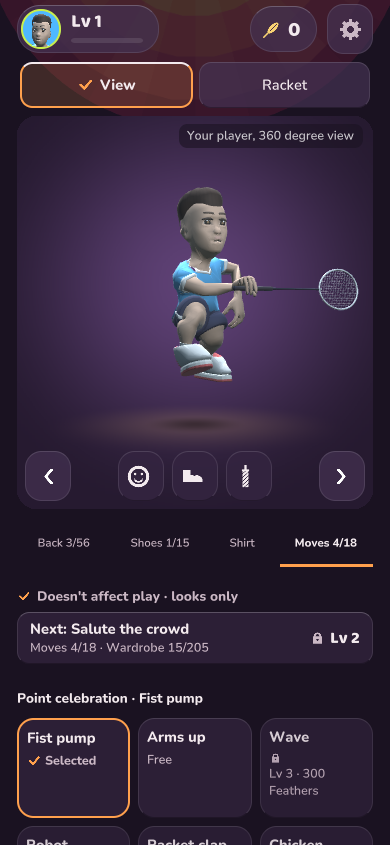 Lv 1
0
View
Racket
Your player, 360 degree view
Back 3/56
Shoes 1/15
Shirt
Moves 4/18
Doesn't affect play · looks only
Next: Salute the crowd
Moves 4/18 · Wardrobe 15/205
Lv 2
Point celebration · Fist pump
Fist pump
Selected
Arms up
Free
Wave
Lv 3 · 300
Feathers
Robot
Racket clap
Chicken